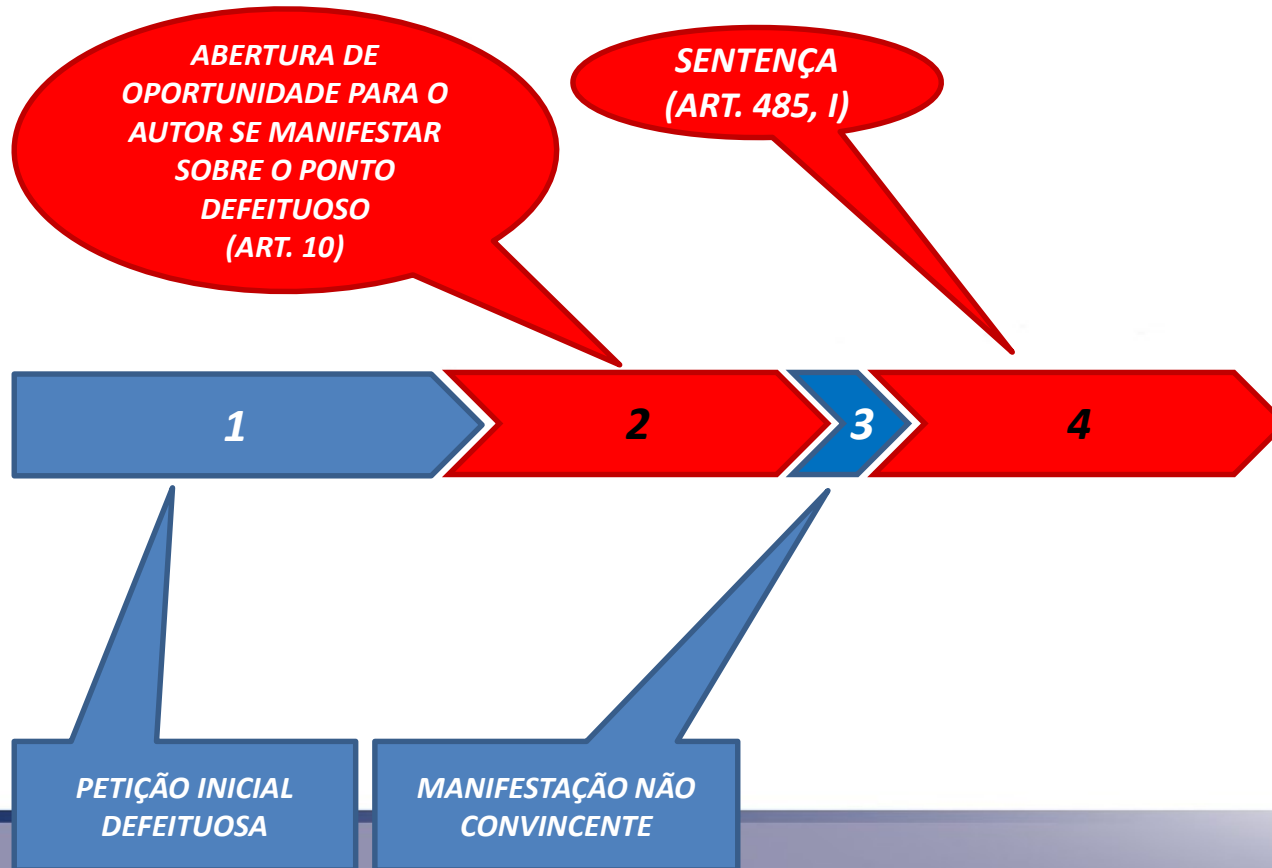 ABERTURA DE
OPORTUNIDADE PARA O
AUTOR SE MANIFESTAR
SOBRE O PONTO
DEFEITUOSO
(ART. 10)
SENTENÇA
(ART. 485, I)
1
2
3
4
PETIÇÃO INICIAL
DEFEITUOSA
MANIFESTAÇÃO NÃO
CONVINCENTE